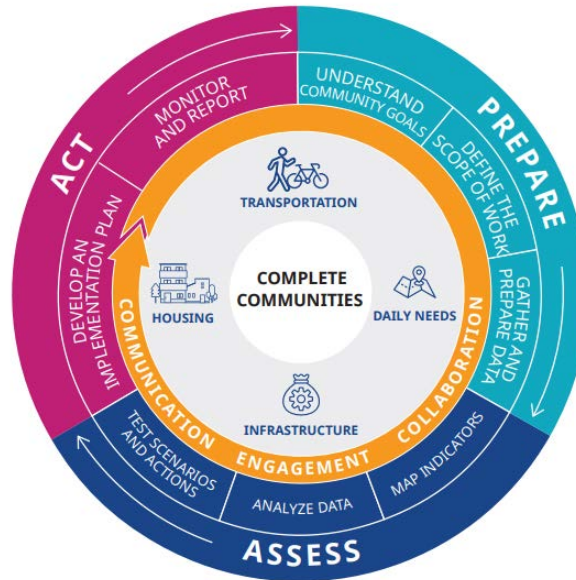 PREPARE
UNDERSTAND
COMMUNITY GOALS
DEFINE THE
SCOPE OF WORK
GATHER AND
PREPARE DATA
ASSESS
MAP INDICATORS
ANALYZE DATA
TEST SCENARIOS
AND ACTIONS
ACT
DEVELOP AN
IMPLEMENTATION PLAN
MONITOR
AND REPORT
COMMUNICATION
ENGAGEMENT
COLLABORATION
TRANSPORTATION
HOUSING
COMPLETE
COMMUNITIES
DAILY NEEDS
INFRASTRUCTURE